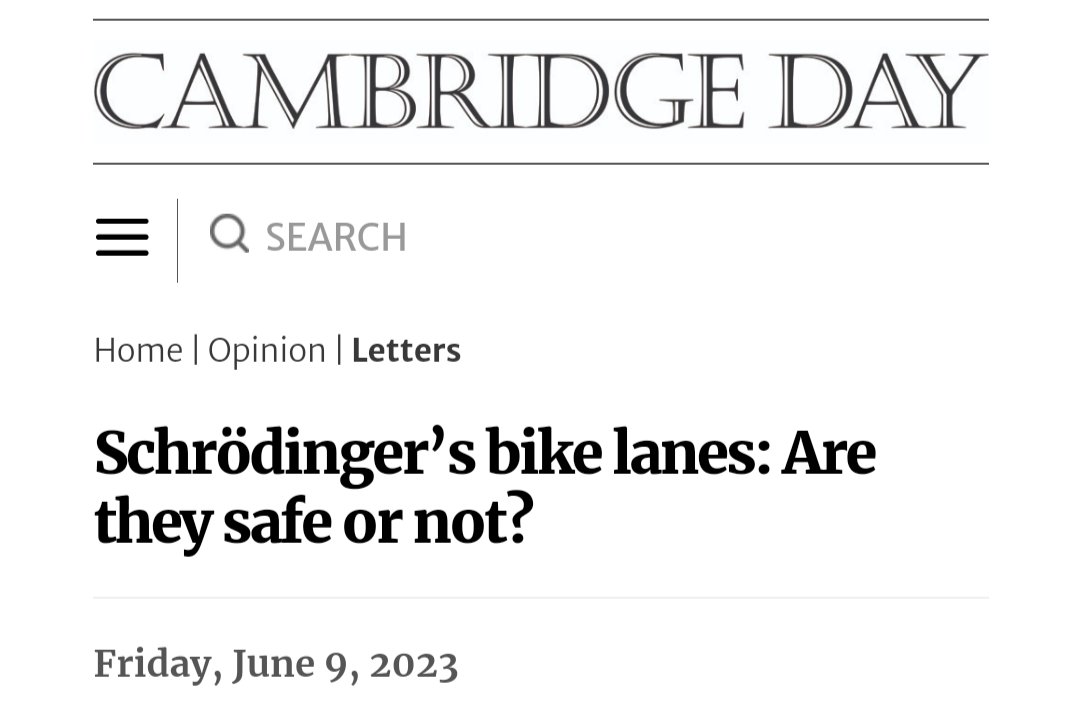 CAMBRIDGE DAY
SEARCH
Home | Opinion | Letters
Schrödinger’s bike lanes: Are
they safe or not?
Friday, June 9, 2023